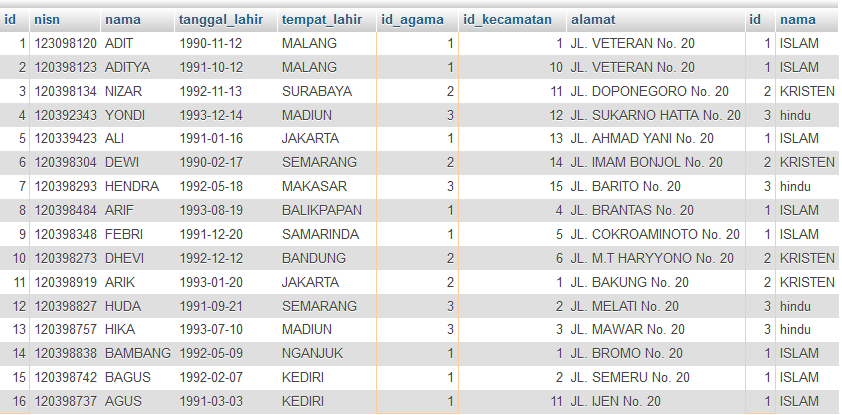 id nisn nama tanggal_lahir tempat_lahir id_agama id_kecamatan alamat id nama
1 123098120 ADIT 1990-11-12 MALANG 1 1 JL. VETERAN No. 20 1 ISLAM
2 120398123 ADITYA 1991-10-12 MALANG 1 10 JL. VETERAN No. 20 1 ISLAM
3 120398134 NIZAR 1992-11-13 SURABAYA 2 11 JL. DOPONEGORO No. 20 2 KRISTEN
4 120392343 YONDI 1993-12-14 MADIUN 3 12 JL. SUKARNO HATTA No. 20 3 hindu
5 120339423 ALI 1991-01-16 JAKARTA 1 13 JL. AHMAD YANI No. 20 1 ISLAM
6 120398304 DEWI 1990-02-17 SEMARANG 2 14 JL. IMAM BONJOL No. 20 2 KRISTEN
7 120398293 HENDRA 1992-05-18 MAKASAR 3 15 JL. BARITO No. 20 3 hindu
8 120398484 ARIF 1993-08-19 BALIKPAPAN 1 4 JL. BRANTAS No. 20 1 ISLAM
9 120398348 FEBRI 1991-12-20 SAMARINDA 1 5 JL. COKROAMINOTO No. 20 1 ISLAM
10 120398273 DHEVI 1992-12-12 BANDUNG 2 6 JL. M.T HARYYONO No. 20 2 KRISTEN
11 120398919 ARIK 1993-01-20 JAKARTA 2 1 JL. BAKUNG No. 20 2 KRISTEN
12 120398827 HUDA 1991-09-21 SEMARANG 3 2 JL. MELATI No. 20 3 hindu
13 120398757 HIKA 1993-07-10 MADIUN 3 3 JL. MAWAR No. 20 3 hindu
14 120398838 BAMBANG 1992-05-09 NGANJUK 1 1 JL. BROMO No. 20 1 ISLAM
15 120398742 BAGUS 1992-02-07 KEDIRI 1 2 JL. SEMERU No. 20 1 ISLAM
16 120398737 AGUS 1991-03-03 KEDIRI 1 11 JL. IJEN No. 20 1 ISLAM